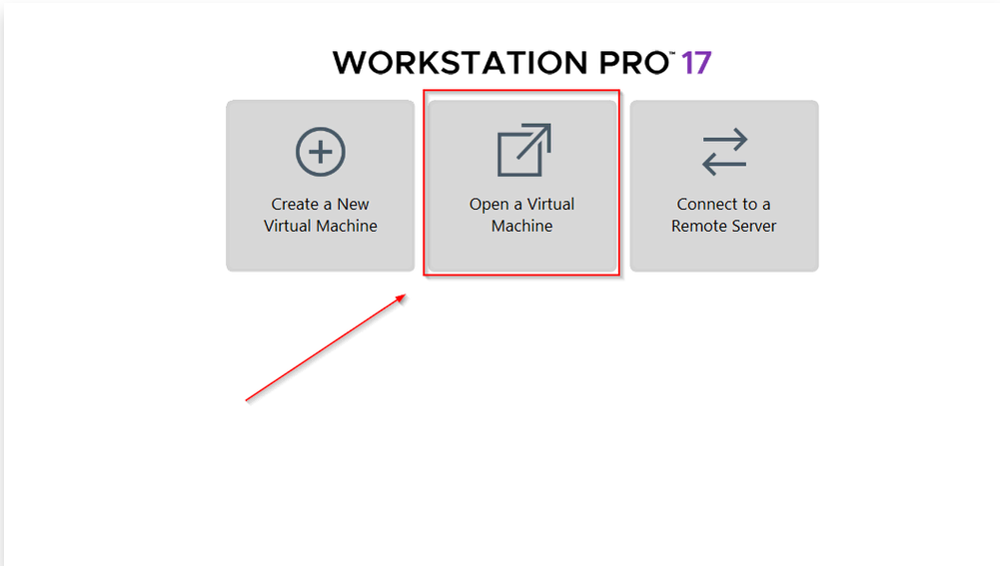 WORKSTATION PRO™ 17
Create a New
Virtual Machine
Open a Virtual
Machine
Connect to a
Remote Server